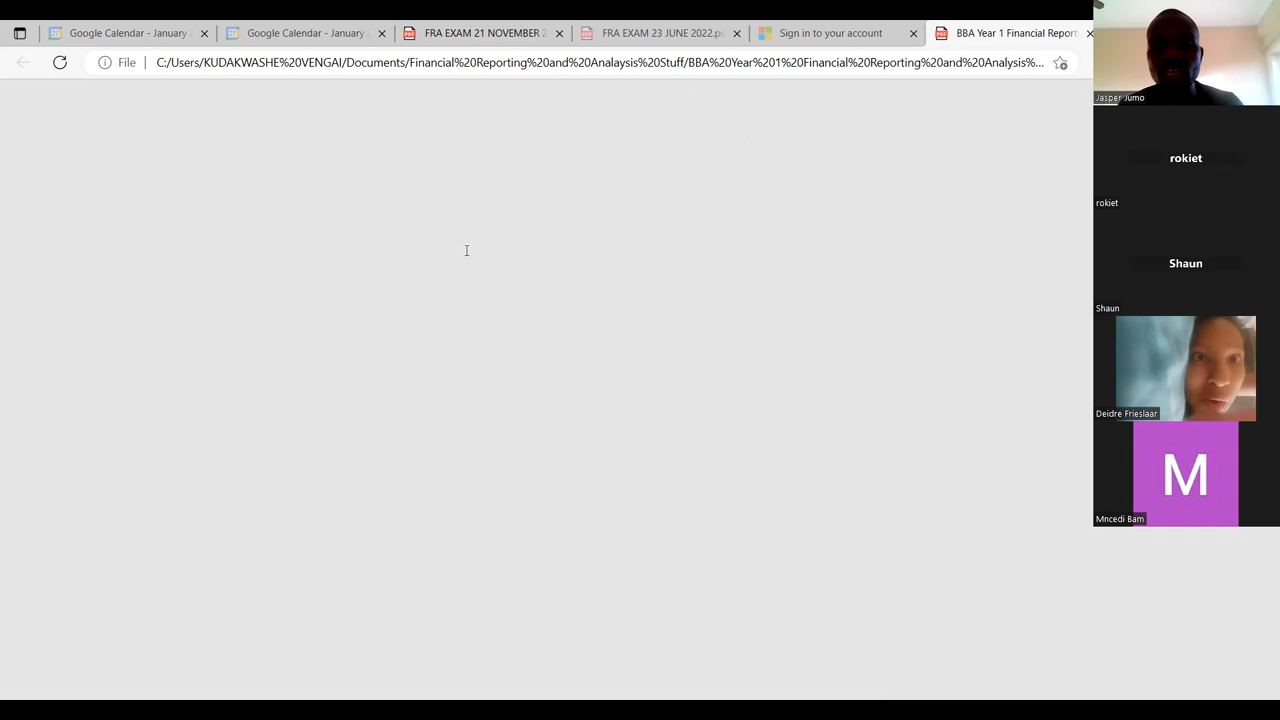 Google Calendar - January
Google Calendar - January
FRA EXAM 21 NOVEMBER 2
FRA EXAM 23 JUNE 2022.pd
Sign in to your account
BBA Year 1 Financial Report
File
C:/Users/KUDAKWASHE%20VENGAI/Documents/Financial%20Reporting%20and%20Analaysis%20Stuff/BBA%20Year%201%20Financial%20Reporting%20and%20Analysis%...
Jasper Jumo
rokiet
rokiet
Shaun
Shaun
Deidre Frieslaar
M
Mncedi Bam